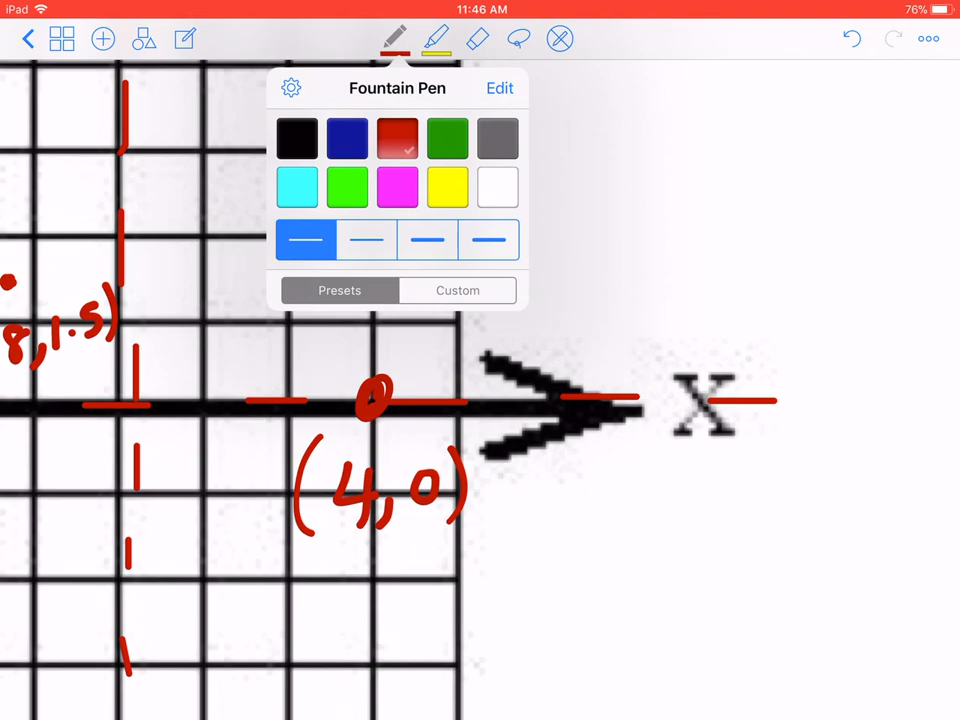 iPad 11:46 AM 76%
Fountain Pen Edit
Presets Custom
8,1.5)
X
(4,0)